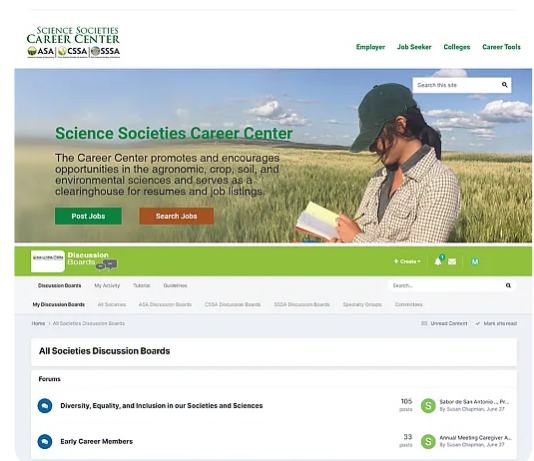 SCIENCE SOCIETIES
CAREER CENTER
ASA CSSA SSSA
Employer Job Seeker Colleges Career Tools
Search this site
Science Societies Career Center
The Career Center promotes and encourages
opportunities in the agronomic, crop, soil, and
environmental sciences and serves as a
clearinghouse for resumes and job listings.
Post Jobs Search Jobs
Discussion
Boards
+ Create
M
Discussion Boards My Activity Tutorial Guidelines
Search...
My Discussion Boards All Societies ASA Discussion Boards CSSA Discussion Boards SSSA Discussion Boards Specialty Groups Committees
Home > All Societies Discussion Boards Unread Content Mark site read
All Societies Discussion Boards
Forums
Diversity, Equality, and Inclusion in our Societies and Sciences
105
posts
S
Sabor de San Antonio ..., Pr...
By Susan Chapman, June 27
Early Career Members
33
posts
S
Annual Meeting Caregiver A...
By Susan Chapman, June 27